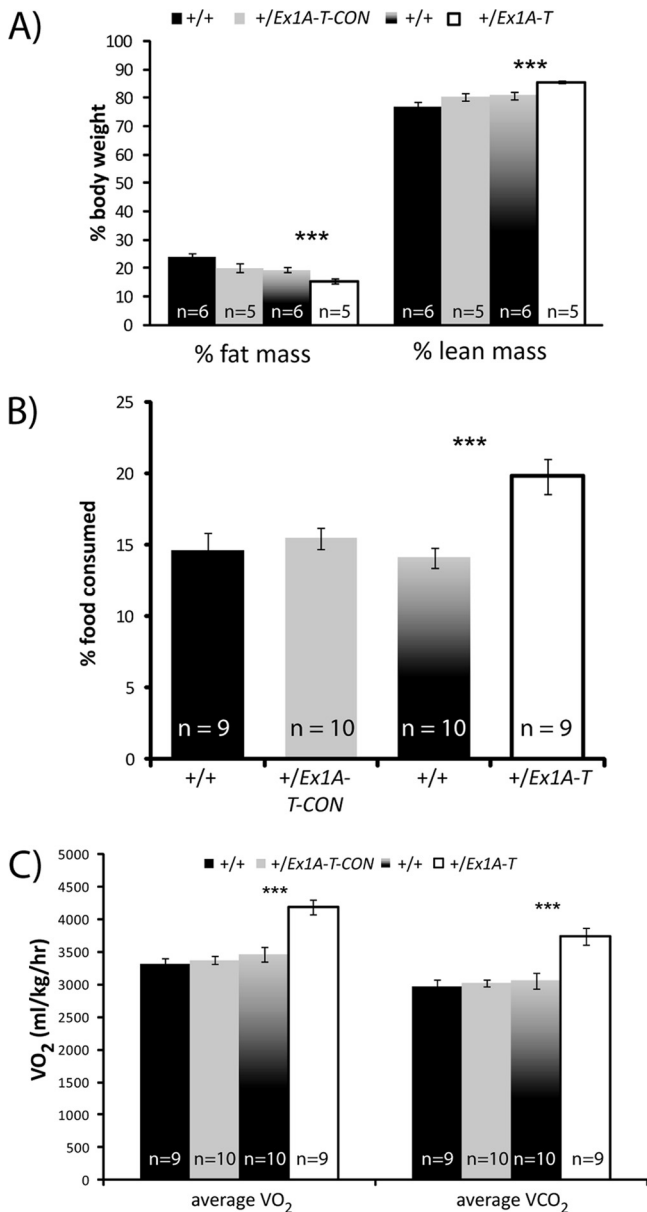 A)
+/+ +/Ex1A-T-CON +/+ +/Ex1A-T
% body weight
100
90
80
70
60
50
40
30
20
10
0
***
***
n=6 n=5 n=6 n=5 n=6 n=5 n=6 n=5
% fat mass % lean mass
B)
% food consumed
25
20
15
10
5
0
***
n = 9 n = 10 n = 10 n = 9
+/+ +/Ex1A- +/+ +/Ex1A-T
T-CON
C)
+/+ +/Ex1A-T-CON +/+ +/Ex1A-T
VO₂ (ml/kg/hr)
5000
4500
4000
3500
3000
2500
2000
1500
1000
500
0
***
***
n=9 n=10 n=10 n=9 n=9 n=10 n=10 n=9
average VO₂ average VCO₂